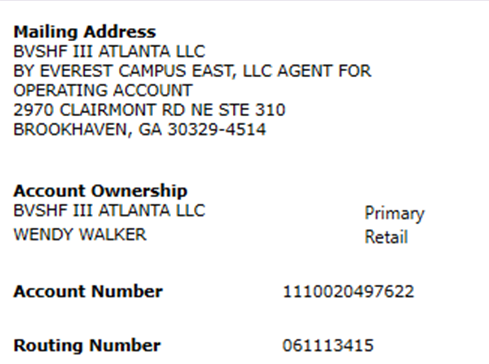 Mailing Address
BVSHF III ATLANTA LLC
BY EVEREST CAMPUS EAST, LLC AGENT FOR
OPERATING ACCOUNT
2970 CLAIRMONT RD NE STE 310
BROOKHAVEN, GA 30329-4514
Account Ownership
BVSHF III ATLANTA LLC Primary
WENDY WALKER Retail
Account Number 1110020497622
Routing Number 061113415